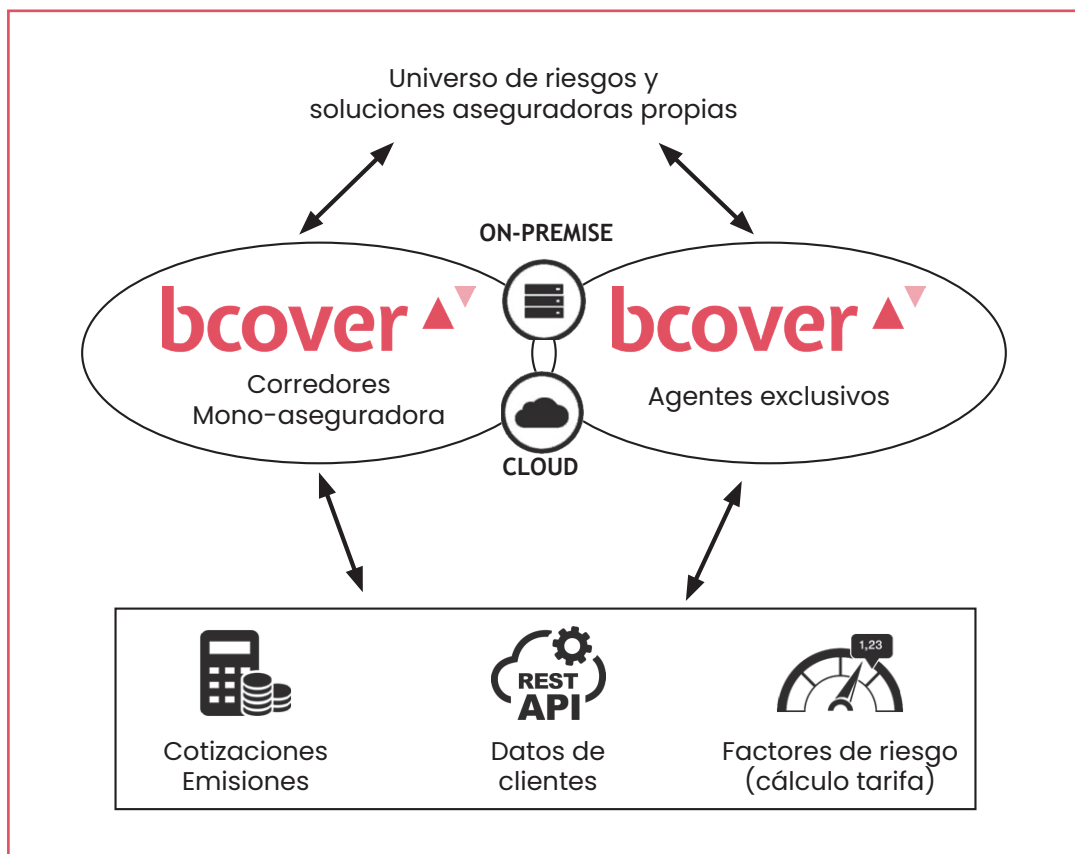 Universo de riesgos y
soluciones aseguradoras propias
ON-PREMISE
bcover
Corredores
Mono-aseguradora
bcover
Agentes exclusivos
CLOUD
Cotizaciones
Emisiones
REST
API
Datos de
clientes
1,23
Factores de riesgo
(cálculo tarifa)